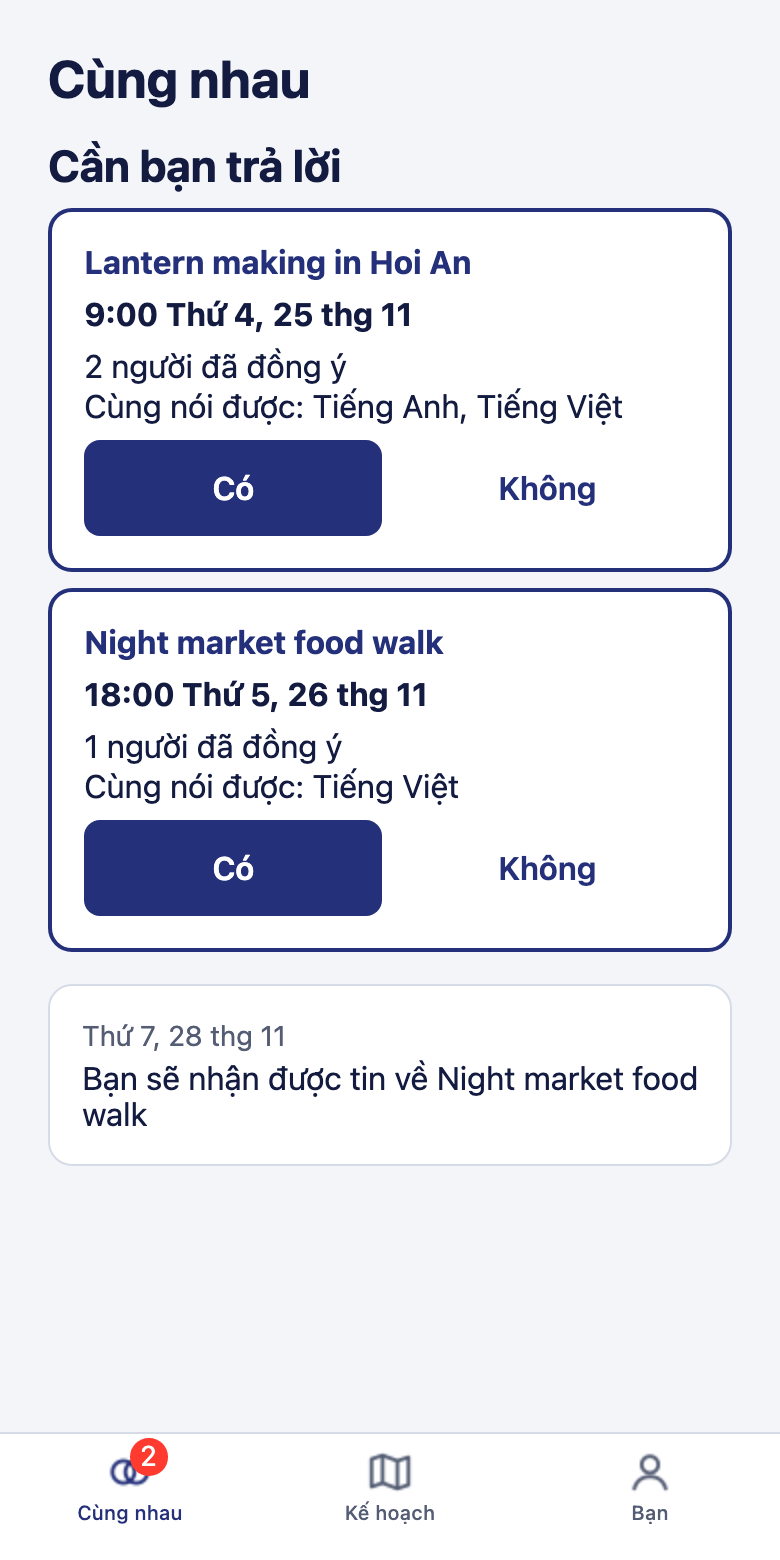 Cùng nhau
Cần bạn trả lời
Lantern making in Hoi An
9:00 Thứ 4, 25 thg 11
2 người đã đồng ý
Cùng nói được: Tiếng Anh, Tiếng Việt
Có
Không
Night market food walk
18:00 Thứ 5, 26 thg 11
1 người đã đồng ý
Cùng nói được: Tiếng Việt
Có
Không
Thứ 7, 28 thg 11
Bạn sẽ nhận được tin về Night market food
walk
2
Cùng nhau
Kế hoạch
Bạn